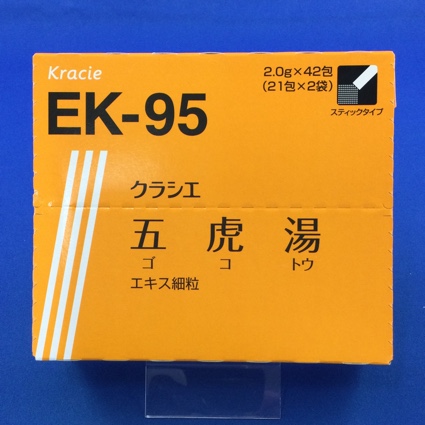 Kracie
EK-95
2.0g×42包
(21包×2袋)
スティックタイプ
クラシエ
五虎湯
ゴコトウ
エキス細粒